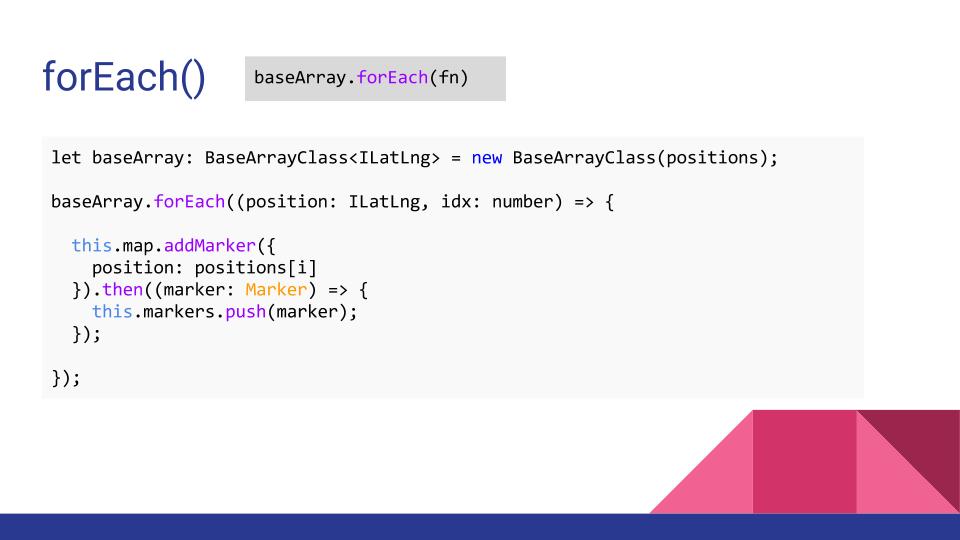 forEach()
baseArray.forEach(fn)
let baseArray: BaseArrayClass<ILatLng> = new BaseArrayClass(positions);
baseArray.forEach((position: ILatLng, idx: number) => {
this.map.addMarker({
position: positions[i]
}).then((marker: Marker) => {
this.markers.push(marker);
});
});